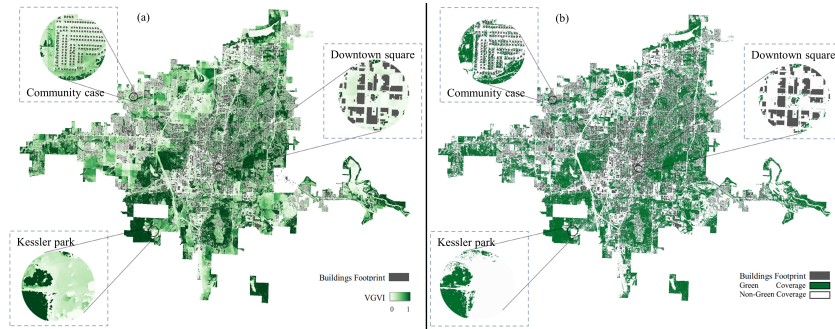 (a)
Community case
Downtown square
Kessler park
Buildings Footprint
VGVI
0 1
(b)
Community case
Downtown square
Kessler park
Buildings Footprint
Green Coverage
Non-Green Coverage